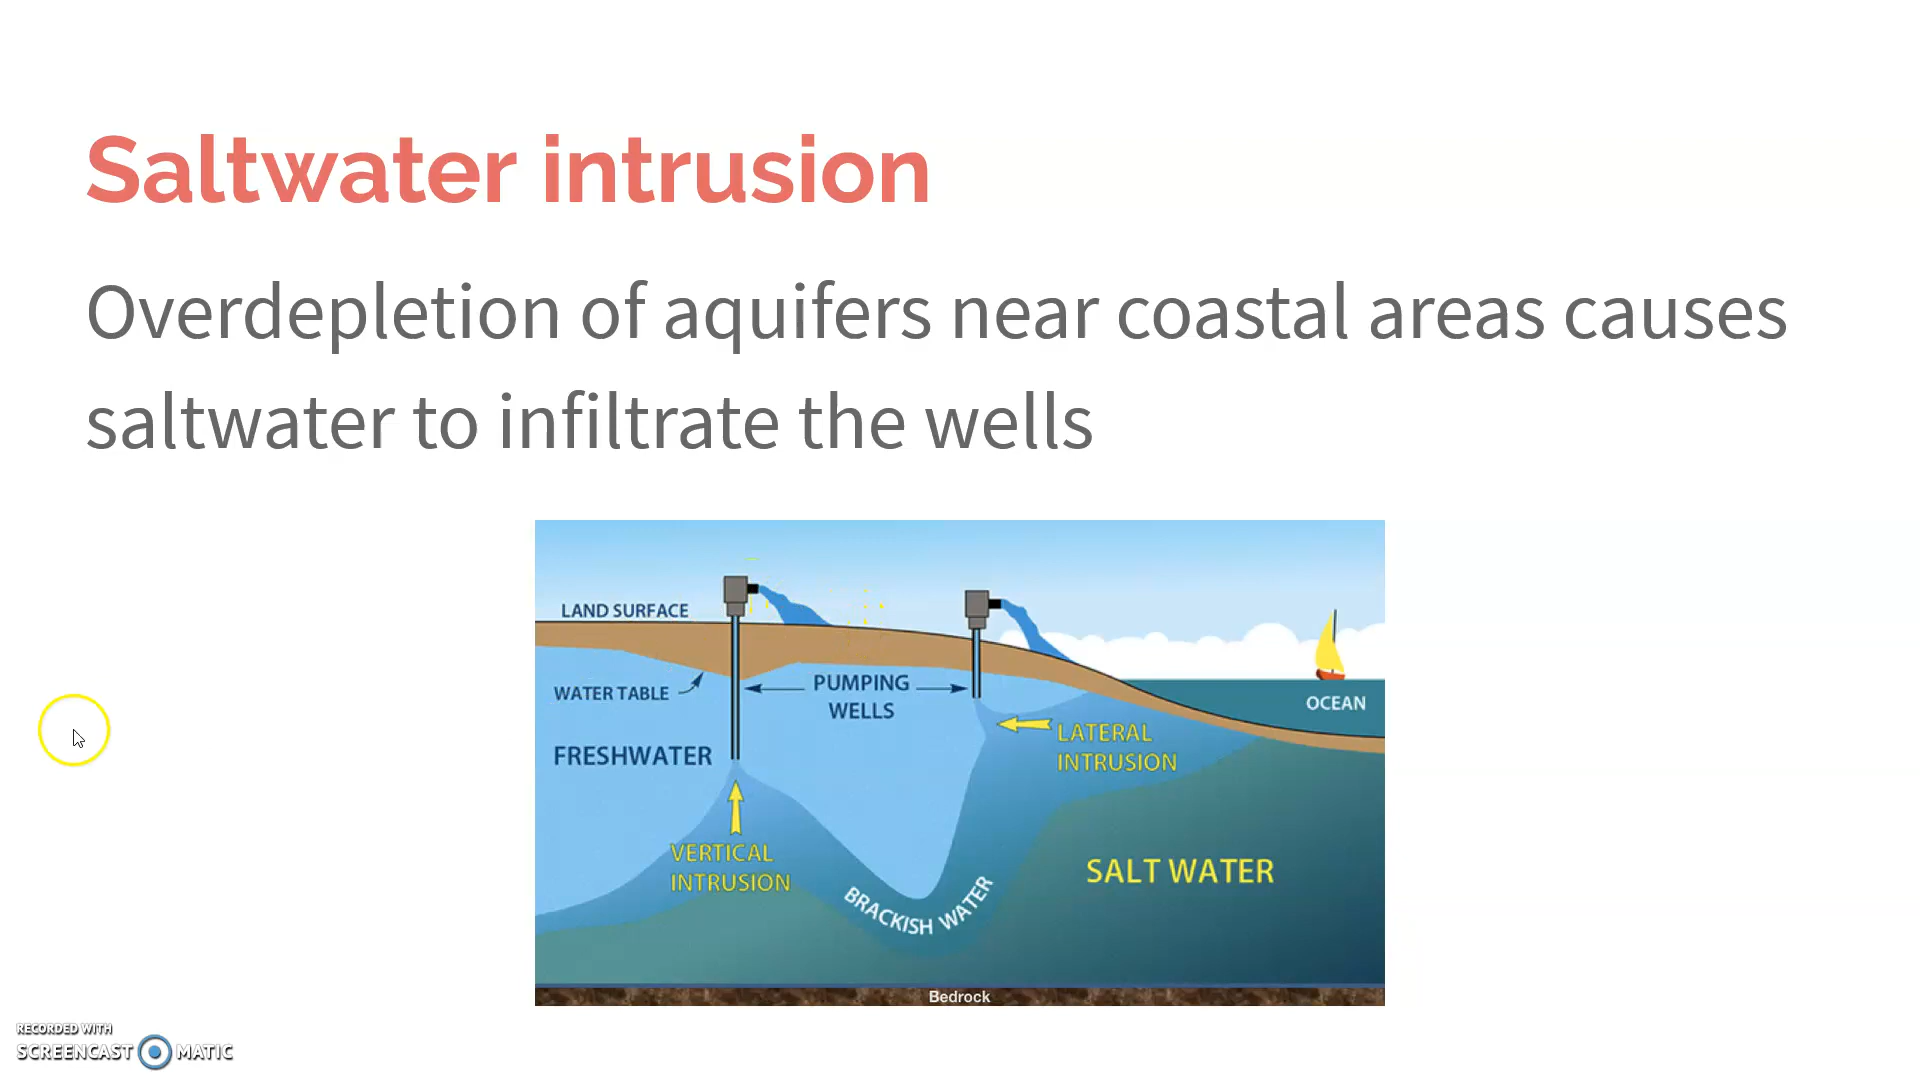 Saltwater intrusion
Overdepletion of aquifers near coastal areas causes
saltwater to infiltrate the wells
LAND SURFACE
WATER TABLE
PUMPING
WELLS
OCEAN
FRESHWATER
LATERAL
INTRUSION
VERTICAL
INTRUSION
BRACKISH WATER
SALT WATER
Bedrock
RECORDED WITH
SCREENCAST MATIC